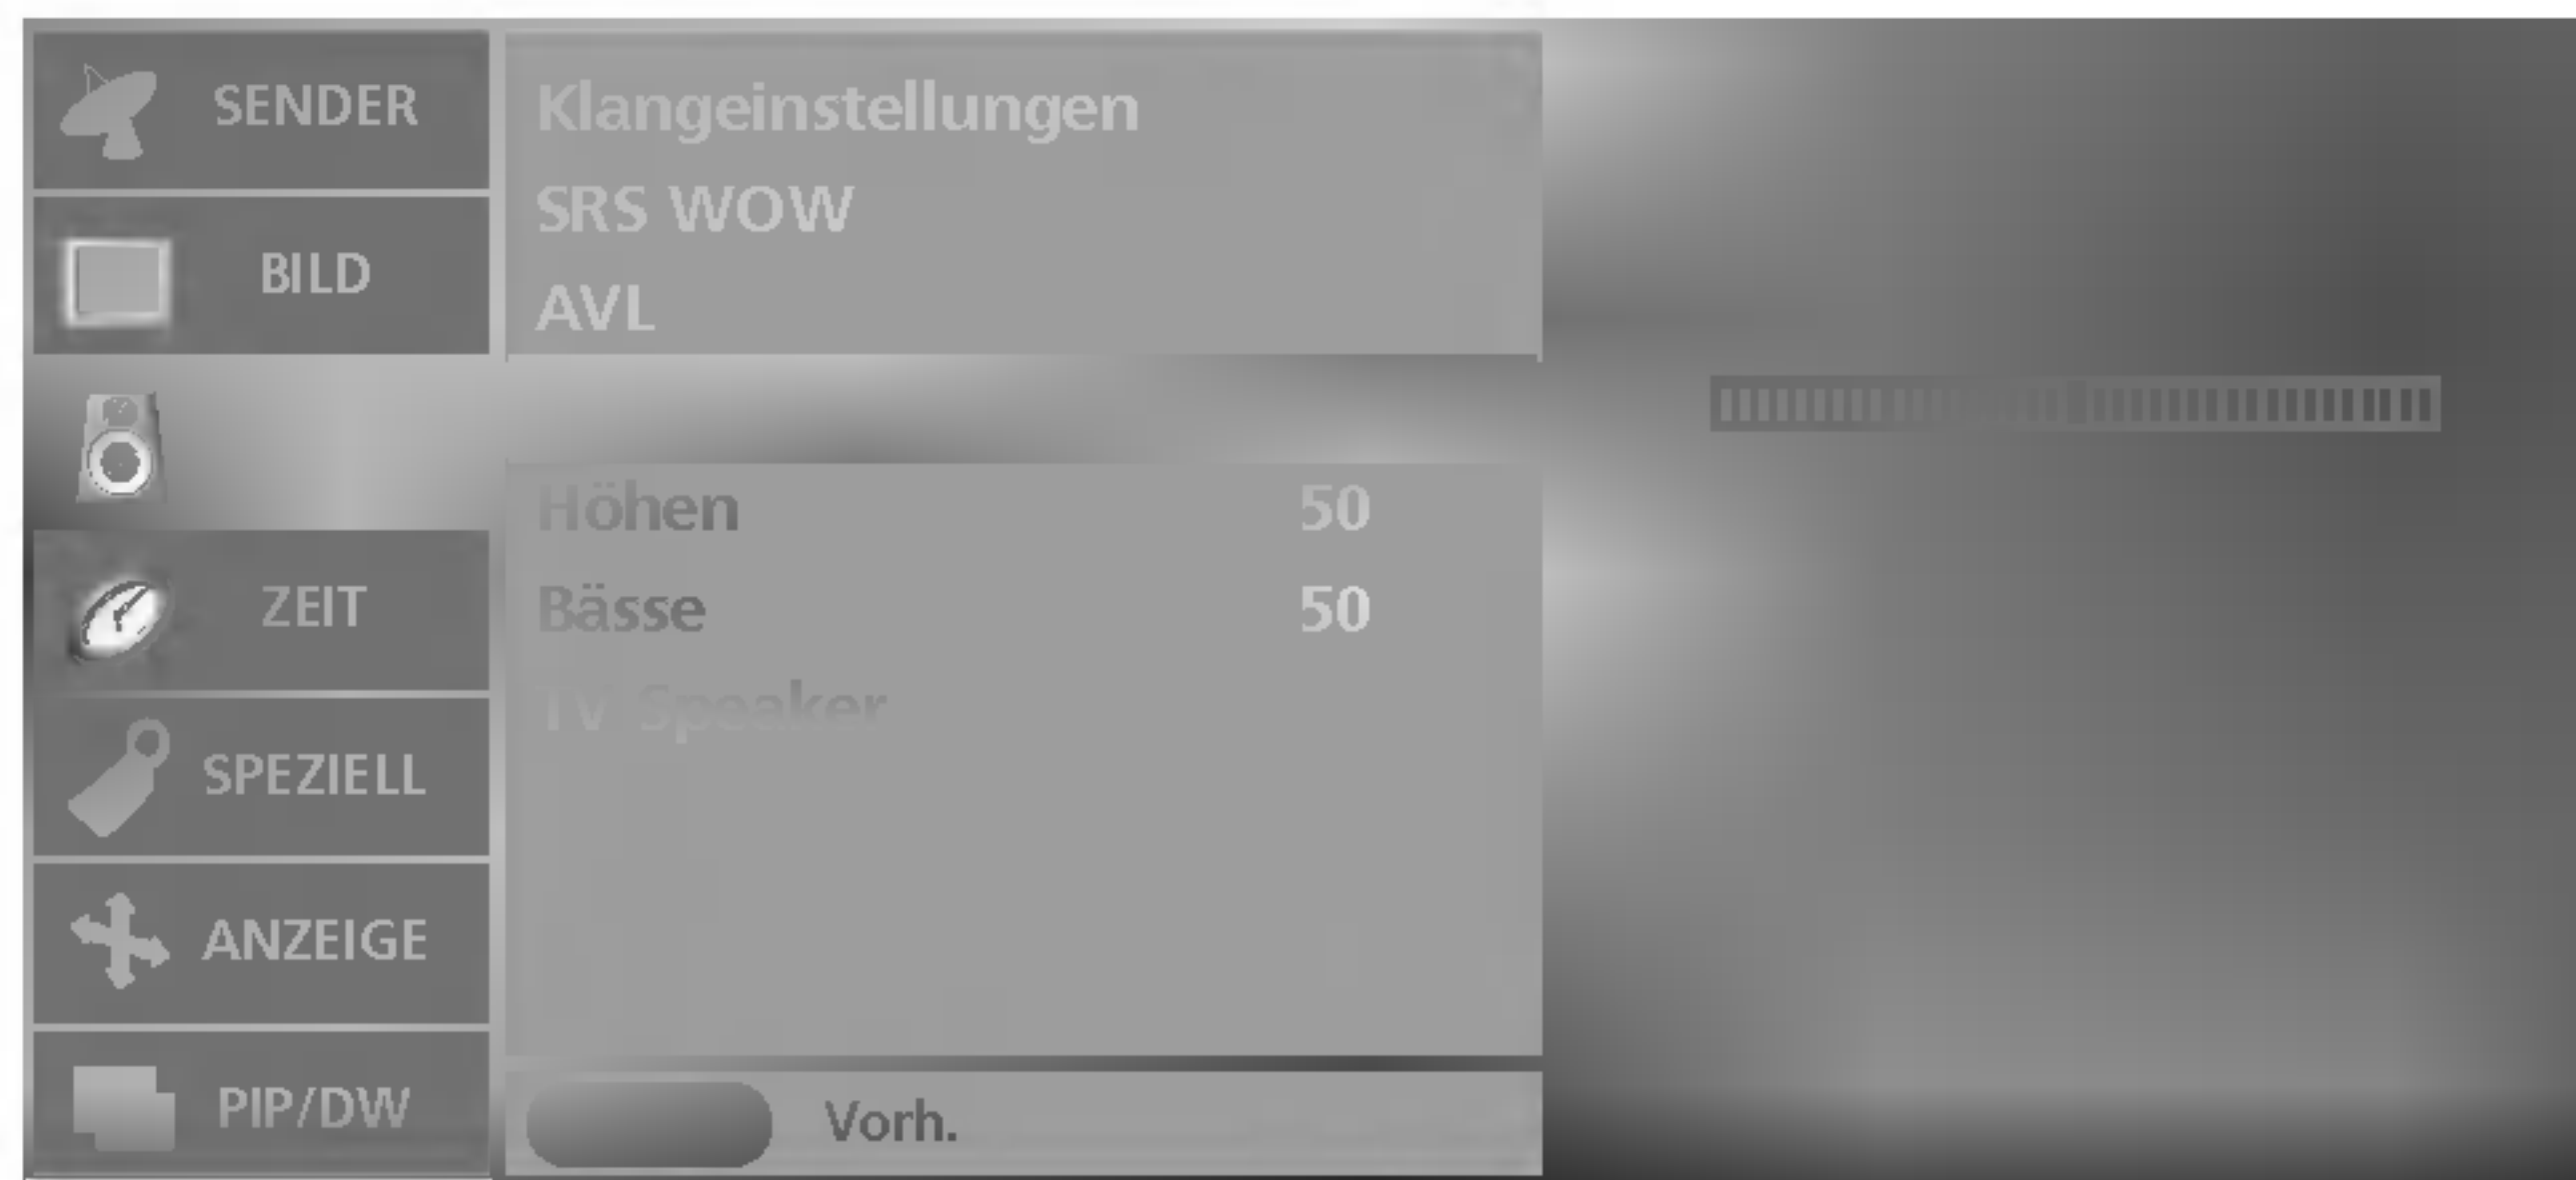 SENDER
BILD
ZEIT
SPEZIELL
ANZEIGE
PIP/DW
Klangeinstellungen
SRS WOW
AVL
Höhen 50
Bässe 50
TV Speaker
Vorh.